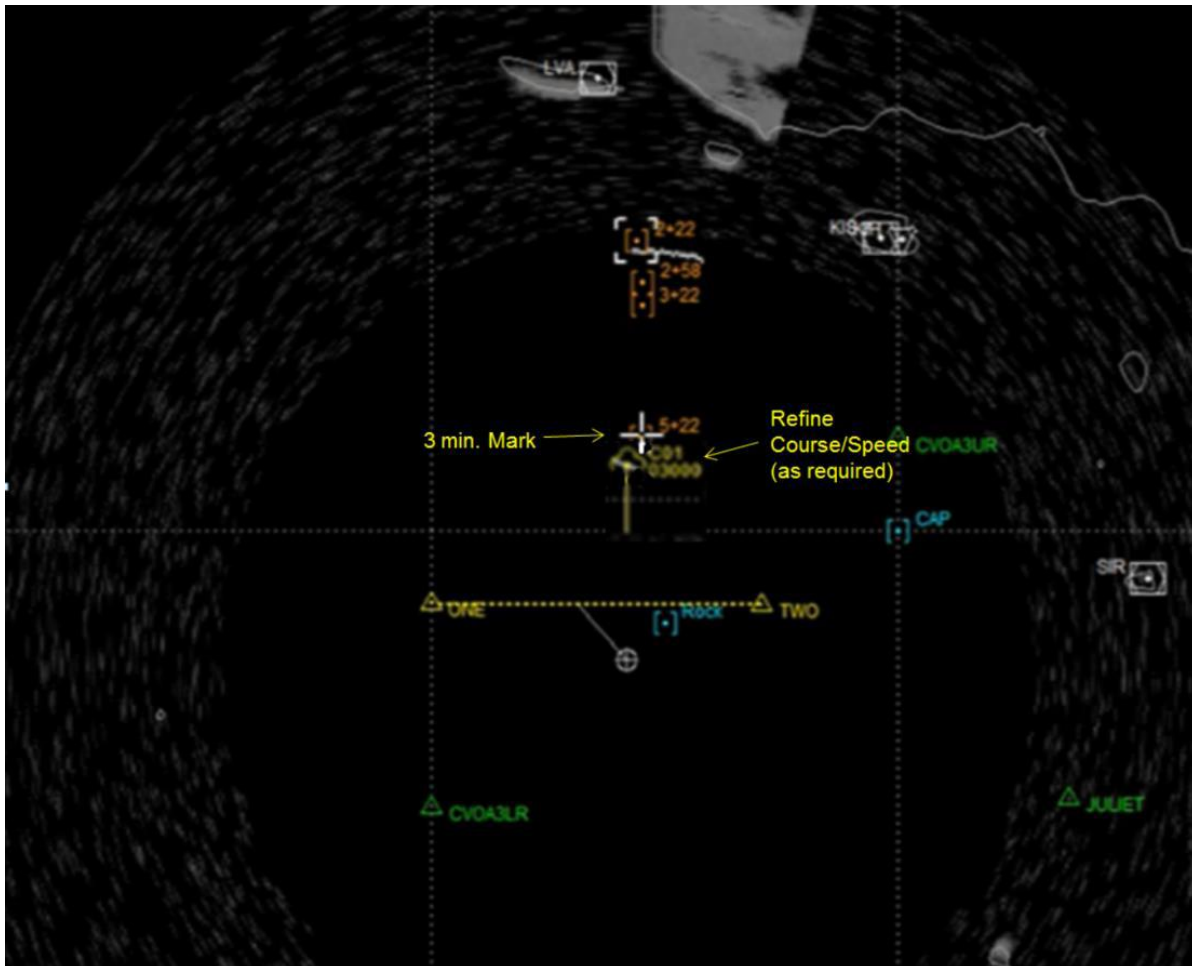 LVA
KISH
2+22
2+58
3+22
5+22
3 min. Mark
C01
03000
Refine
Course/Speed
(as required)
CVOA3UR
CAP
SIR
ONE
Rock
TWO
CVOA3LR
JULIET